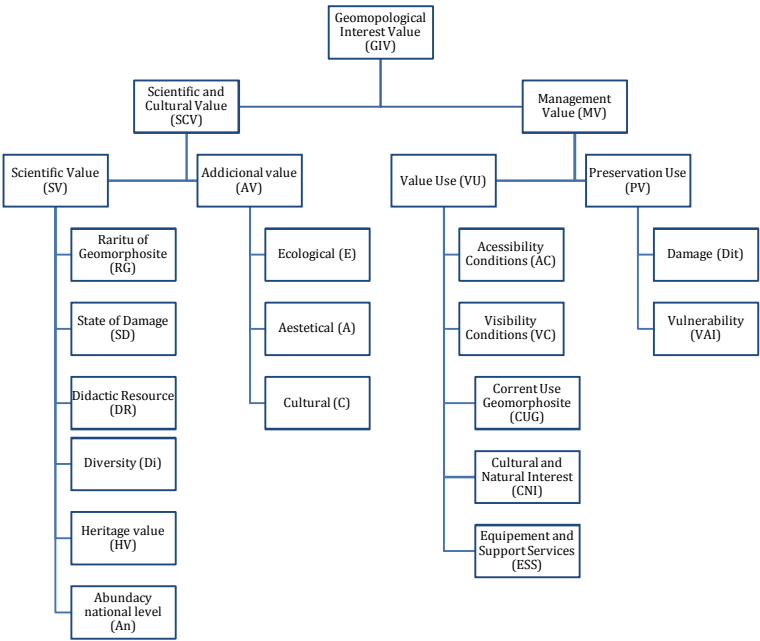 Geomopological
Interest Value
(GIV)
Scientific and
Cultural Value
(SCV)
Management
Value (MV)
Scientific Value
(SV)
Addicional value
(AV)
Value Use (VU)
Preservation Use
(PV)
Raritu of
Geomorphosite
(RG)
State of Damage
(SD)
Didactic Resource
(DR)
Diversity (Di)
Heritage value
(HV)
Abundacy
national level
(An)
Ecological (E)
Aestetical (A)
Cultural (C)
Acessibility
Conditions (AC)
Visibility
Conditions (VC)
Corrent Use
Geomorphosite
(CUG)
Cultural and
Natural Interest
(CNI)
Equipement and
Support Services
(ESS)
Damage (Dit)
Vulnerability
(VAI)